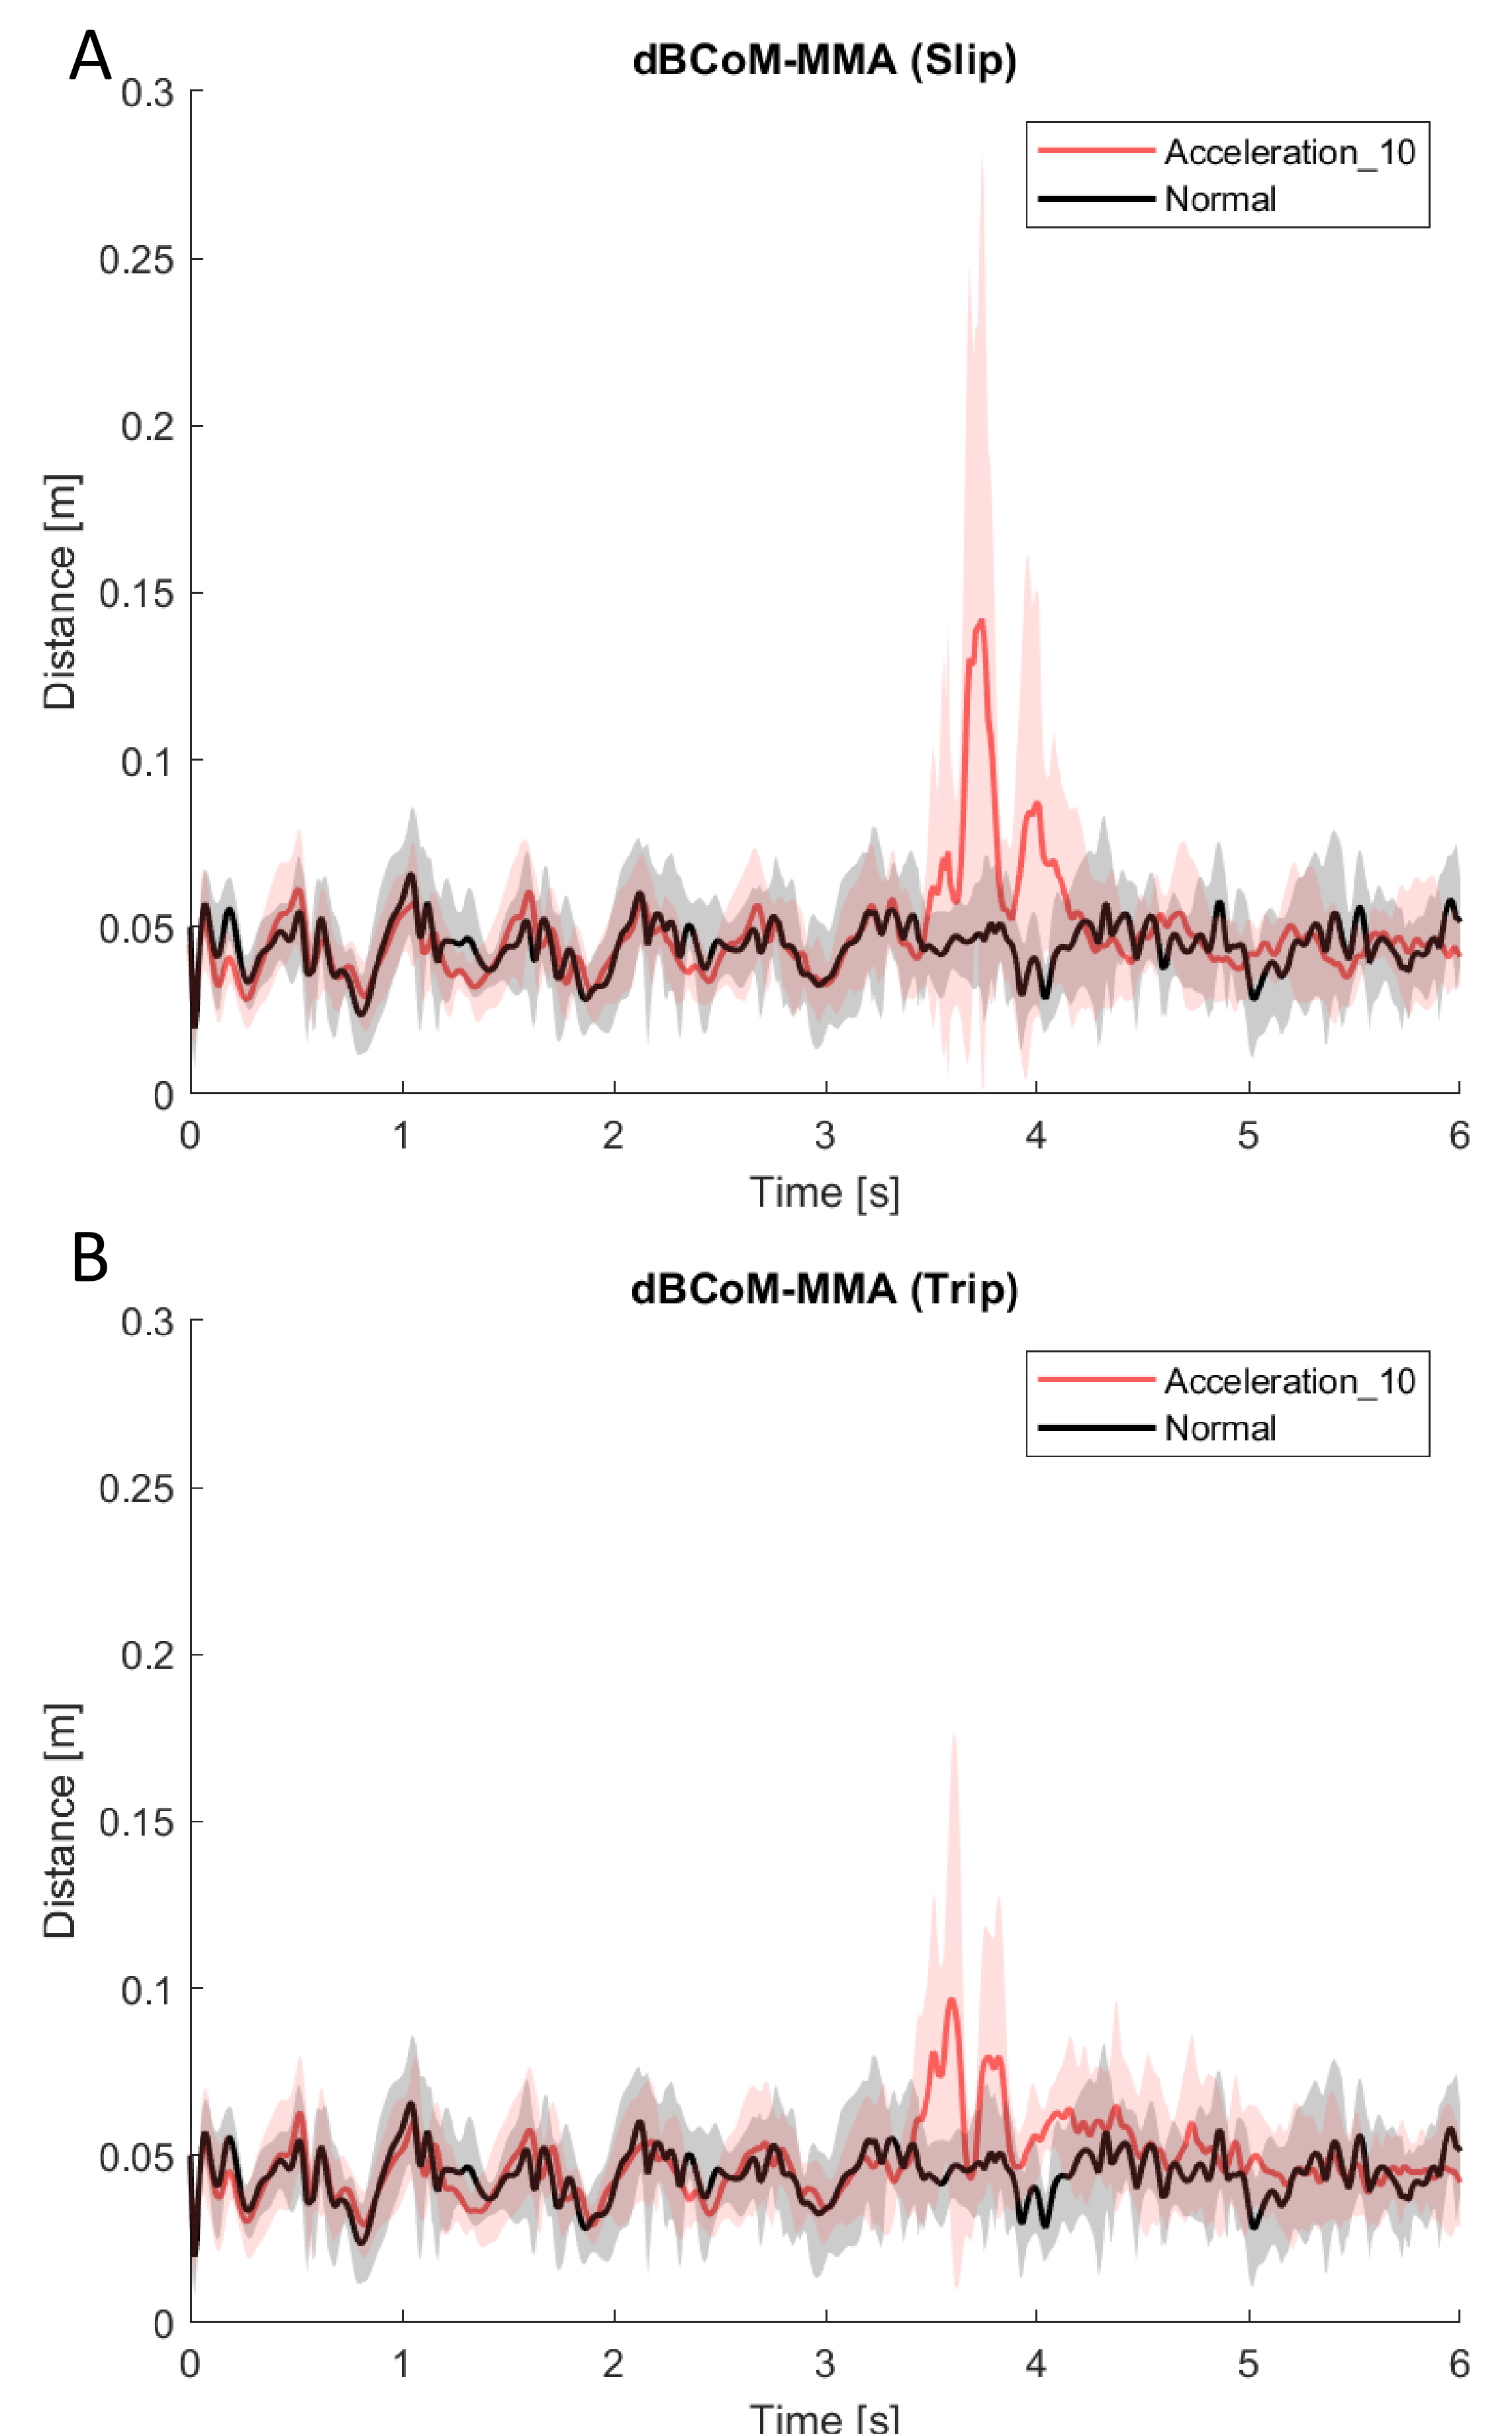 A
dBCoM-MMA (Slip)
0.3
0.25
0.2
0.15
0.1
0.05
0
Distance [m]
Acceleration_10
Normal
0 1 2 3 4 5 6
Time [s]
B
dBCoM-MMA (Trip)
0.3
0.25
0.2
0.15
0.1
0.05
0
Distance [m]
Acceleration_10
Normal
0 1 2 3 4 5 6
Time [s]